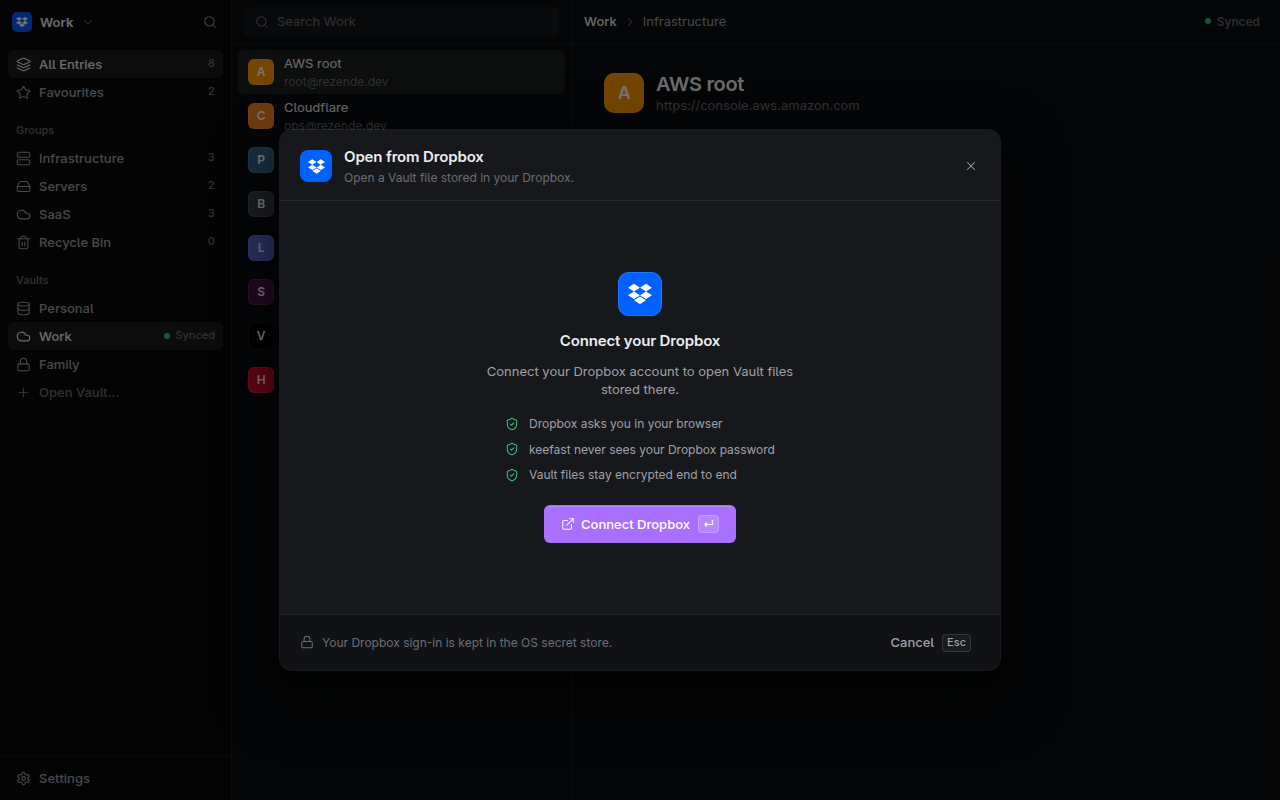 Work
All Entries 8
Favourites 2
Groups
Infrastructure 3
Servers 2
SaaS 3
Recycle Bin 0
Vaults
Personal
Work Synced
Family
Open Vault...
Settings
Search Work
A AWS root
root@rezende.dev
C Cloudflare
ops@rezende.dev
P
B
L
S
V
H
Work Infrastructure Synced
A AWS root
https://console.aws.amazon.com
Open from Dropbox
Open a Vault file stored in your Dropbox.
Connect your Dropbox
Connect your Dropbox account to open Vault files
stored there.
Dropbox asks you in your browser
keefast never sees your Dropbox password
Vault files stay encrypted end to end
Connect Dropbox
Your Dropbox sign-in is kept in the OS secret store.
Cancel Esc